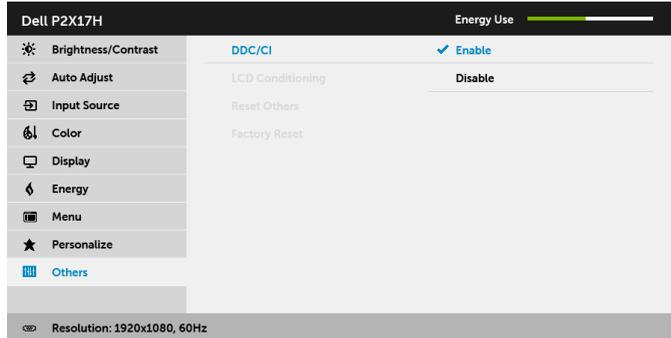 Dell P2X17H Energy Use
Brightness/Contrast DDC/CI Enable
Auto Adjust LCD Conditioning Disable
Input Source Reset Others
Color Factory Reset
Display
Energy
Menu
Personalize
Others
Resolution: 1920x1080, 60Hz